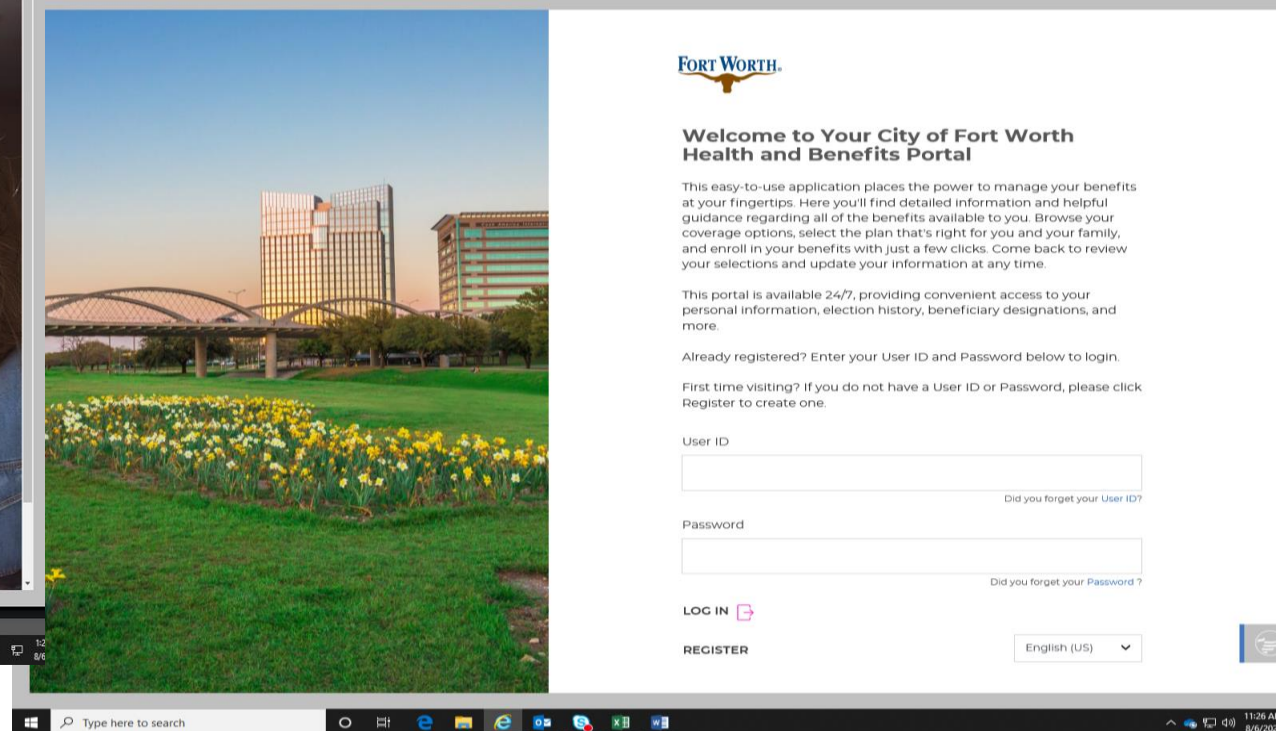 FORT WORTH®
Welcome to Your City of Fort Worth
Health and Benefits Portal
This easy-to-use application places the power to manage your benefits
at your fingertips. Here you'll find detailed information and helpful
guidance regarding all of the benefits available to you. Browse your
coverage options, select the plan that's right for you and your family,
and enroll in your benefits with just a few clicks. Come back to review
your selections and update your information at any time.
This portal is available 24/7, providing convenient access to your
personal information, election history, beneficiary designations, and
more.
Already registered? Enter your User ID and Password below to login.
First time visiting? If you do not have a User ID or Password, please click
Register to create one.
User ID
Did you forget your User ID?
Password
Did you forget your Password ?
LOG IN
REGISTER
English (US)
Type here to search
11:26